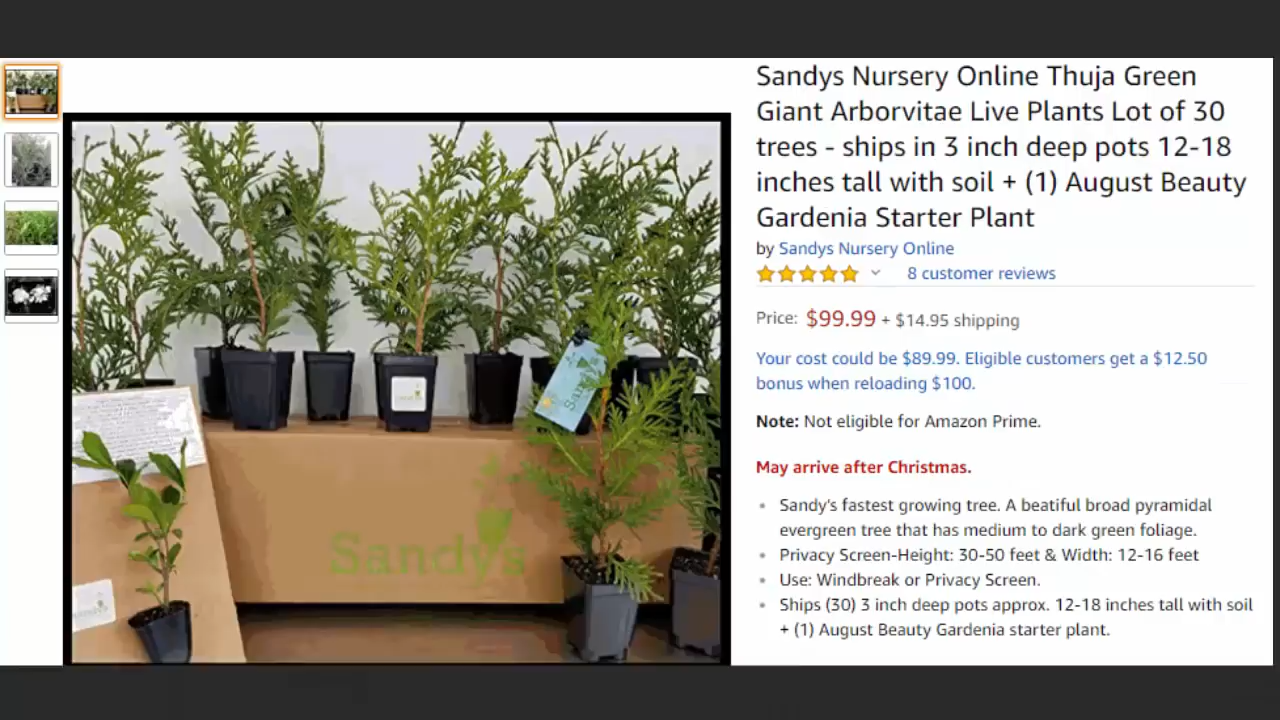 Sandys Nursery Online Thuja Green
Giant Arborvitae Live Plants Lot of 30
trees - ships in 3 inch deep pots 12-18
inches tall with soil + (1) August Beauty
Gardenia Starter Plant
by Sandys Nursery Online
8 customer reviews
Price: $99.99 + $14.95 shipping
Your cost could be $89.99. Eligible customers get a $12.50
bonus when reloading $100.
Note: Not eligible for Amazon Prime.
May arrive after Christmas.
Sandy's fastest growing tree. A beatiful broad pyramidal
evergreen tree that has medium to dark green foliage.
Privacy Screen-Height: 30-50 feet & Width: 12-16 feet
Use: Windbreak or Privacy Screen.
Ships (30) 3 inch deep pots approx. 12-18 inches tall with soil
+ (1) August Beauty Gardenia starter plant.
Sandy's